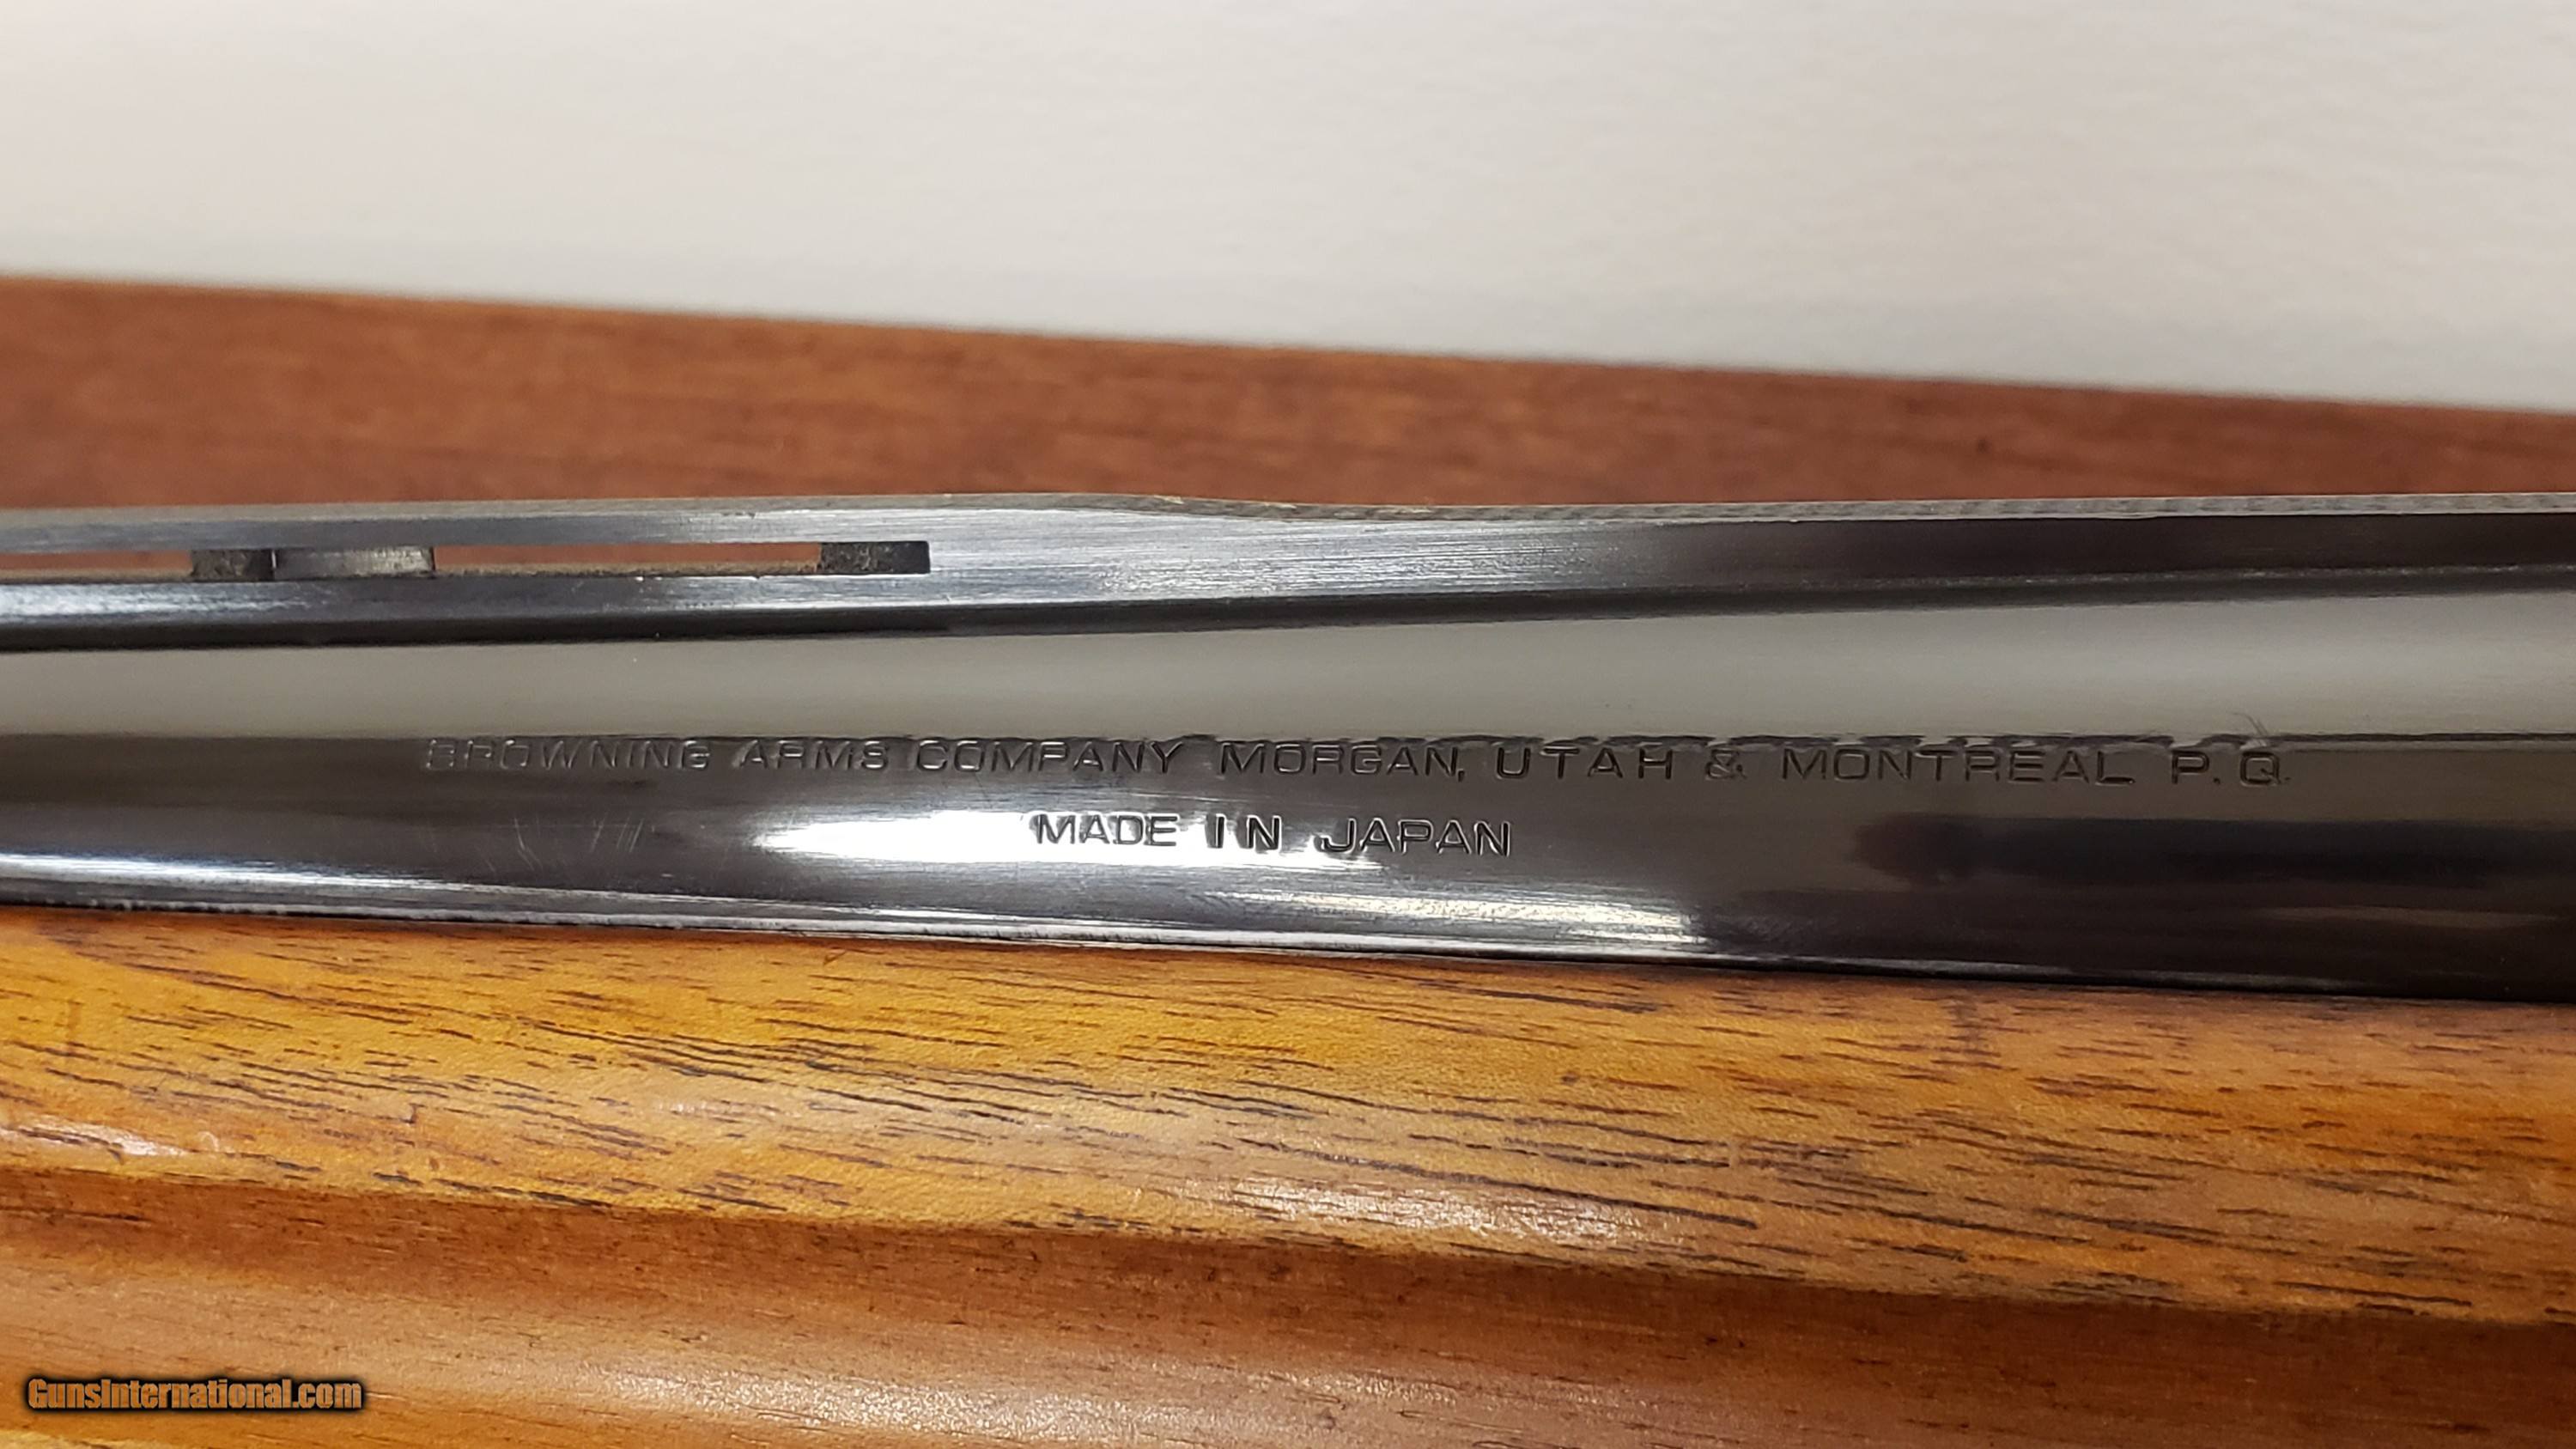 BROWNING ARMS COMPANY MORGAN, UTAH & MONTREAL P. Q.
MADE IN JAPAN
GunsInternational.com